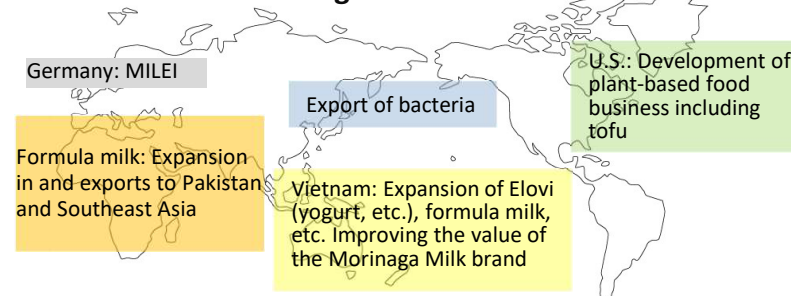 Germany: MILEI
Export of bacteria
U.S.: Development of
plant-based food
business including
tofu
Formula milk: Expansion
in and exports to Pakistan
and Southeast Asia
Vietnam: Expansion of Elovi
(yogurt, etc.), formula milk,
etc. Improving the value of
the Morinaga Milk brand